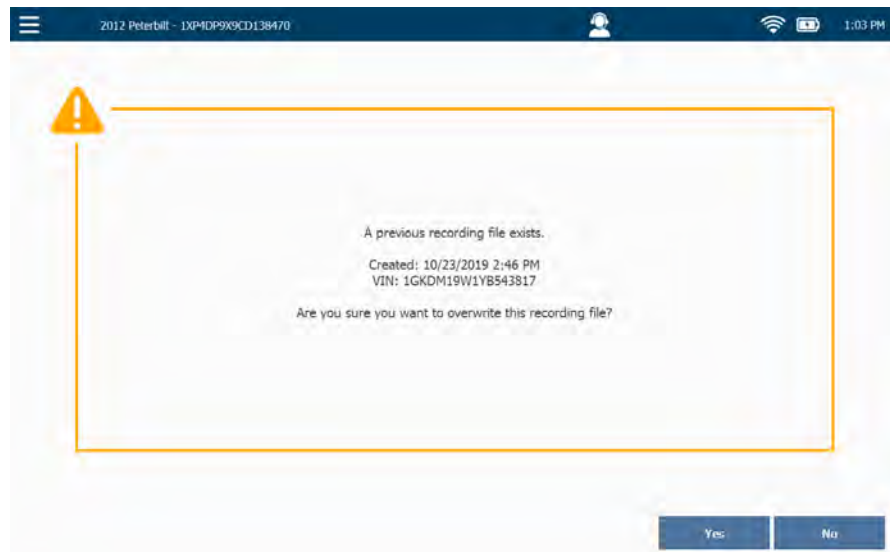 2012 Peterbilt - 1XP4DP9X9CD138470
1:03 PM
A previous recording file exists.
Created: 10/23/2019 2:46 PM
VIN: 1GKDM19W1YB543817
Are you sure you want to overwrite this recording file?
Yes
No